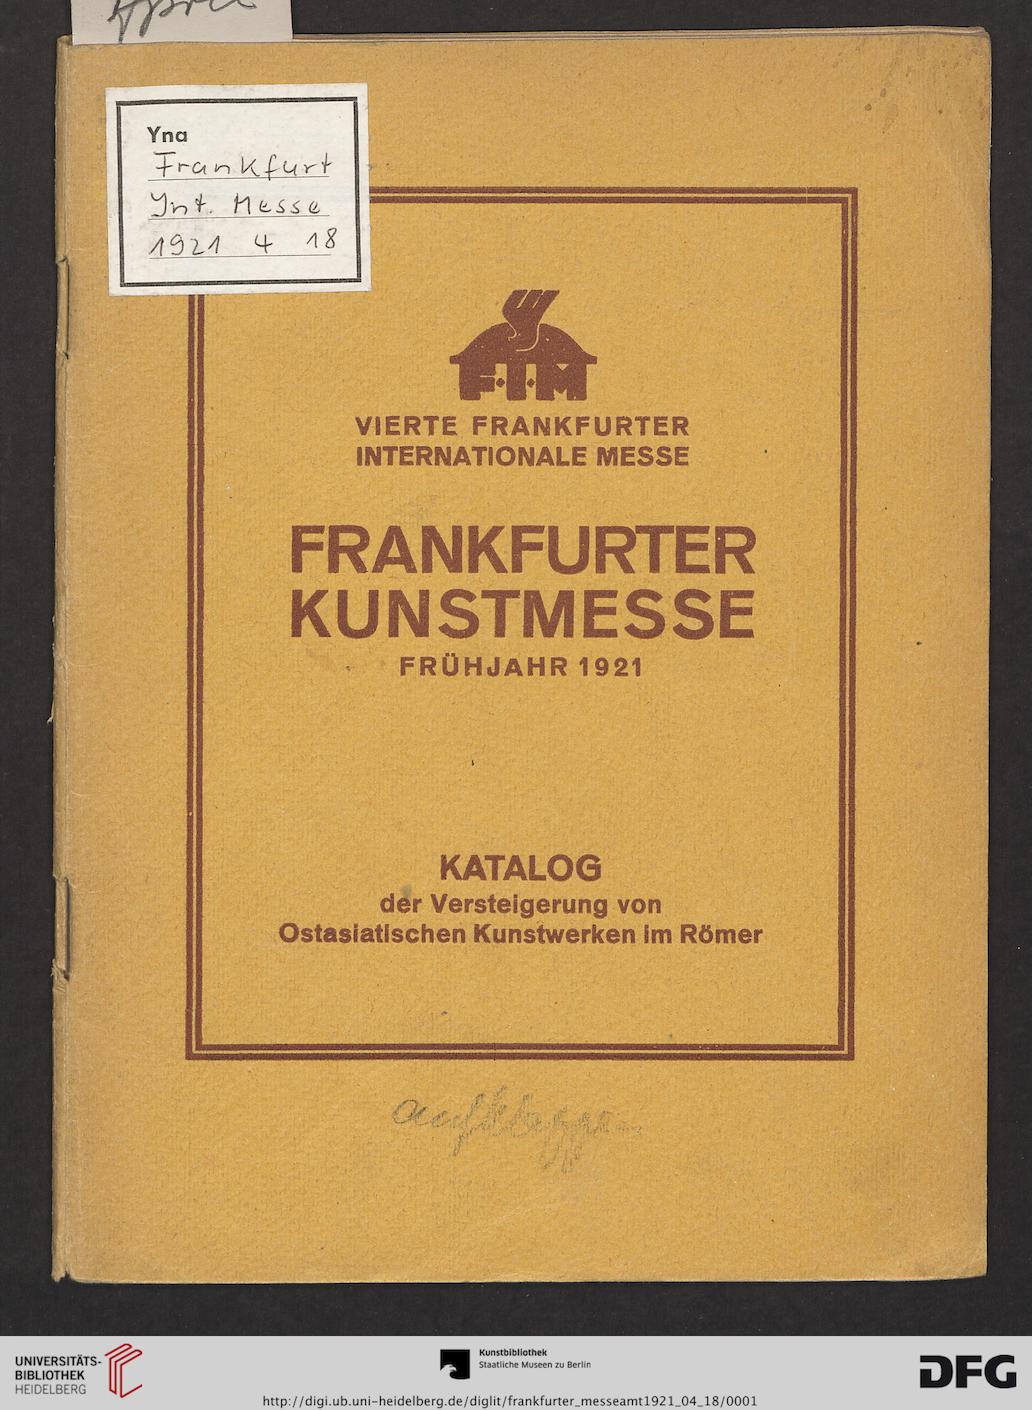 Yna
Frankfurt
Int. Messe
1921 4 18
F·I·M
VIERTE FRANKFURTER
INTERNATIONALE MESSE
FRANKFURTER
KUNSTMESSE
FRÜHJAHR 1921
KATALOG
der Versteigerung von
Ostasiatischen Kunstwerken im Römer
UNIVERSITÄTS-
BIBLIOTHEK
HEIDELBERG
Kunstbibliothek
Staatliche Museen zu Berlin
DFG
http://digi.ub.uni-heidelberg.de/diglit/frankfurter_messeamt1921_04_18/0001